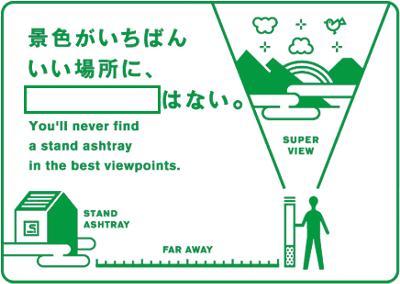 景色がいちばん
いい場所に、
はない。
You'll never find
a stand ashtray
in the best viewpoints.
SUPER
VIEW
STAND
ASHTRAY
FAR AWAY
S